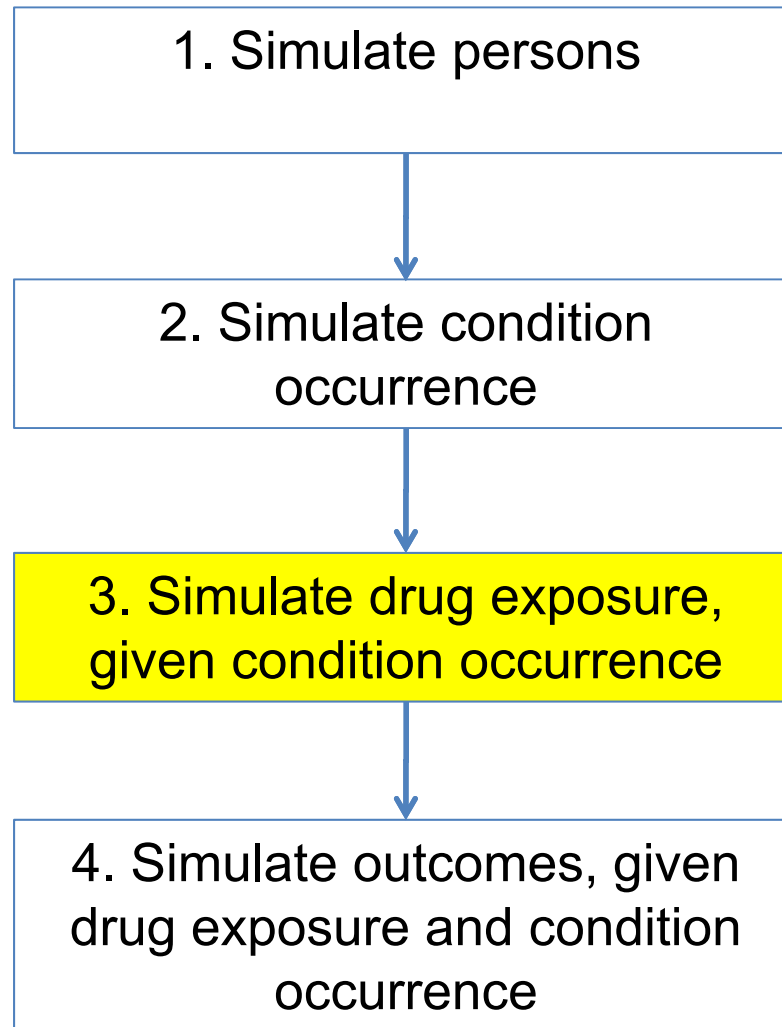 1. Simulate persons
2. Simulate condition
occurrence
3. Simulate drug exposure,
given condition occurrence
4. Simulate outcomes, given
drug exposure and condition
occurrence